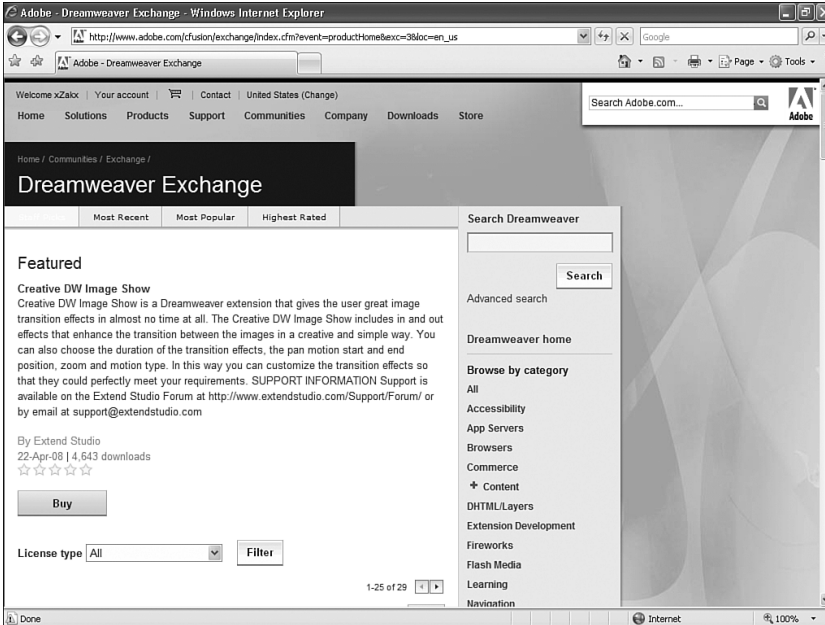 Adobe - Dreamweaver Exchange - Windows Internet Explorer
http://www.adobe.com/cfusion/exchange/index.cfm?event=productHome&exc=3&loc=en_us
Google
Adobe - Dreamweaver Exchange
Page
Tools
Welcome xZakx | Your account | | Contact | United States (Change)
Home Solutions Products Support Communities Company Downloads Store
Search Adobe.com...
Adobe
Home / Communities / Exchange /
Dreamweaver Exchange
Most Recent
Most Popular
Highest Rated
Featured
Creative DW Image Show
Creative DW Image Show is a Dreamweaver extension that gives the user great image
transition effects in almost no time at all. The Creative DW Image Show includes in and out
effects that enhance the transition between the images in a creative and simple way. You
can also choose the duration of the transition effects, the pan motion start and end
position, zoom and motion type. In this way you can customize the transition effects so
that they could perfectly meet your requirements. SUPPORT INFORMATION Support is
available on the Extend Studio Forum at http://www.extendstudio.com/Support/Forum/ or
by email at support@extendstudio.com
By Extend Studio
22-Apr-08 | 4,643 downloads
Buy
License type All
Filter
1-25 of 29
Search Dreamweaver
Search
Advanced search
Dreamweaver home
Browse by category
All
Accessibility
App Servers
Browsers
Commerce
+ Content
DHTML/Layers
Extension Development
Fireworks
Flash Media
Learning
Navigation
Done
Internet
100%